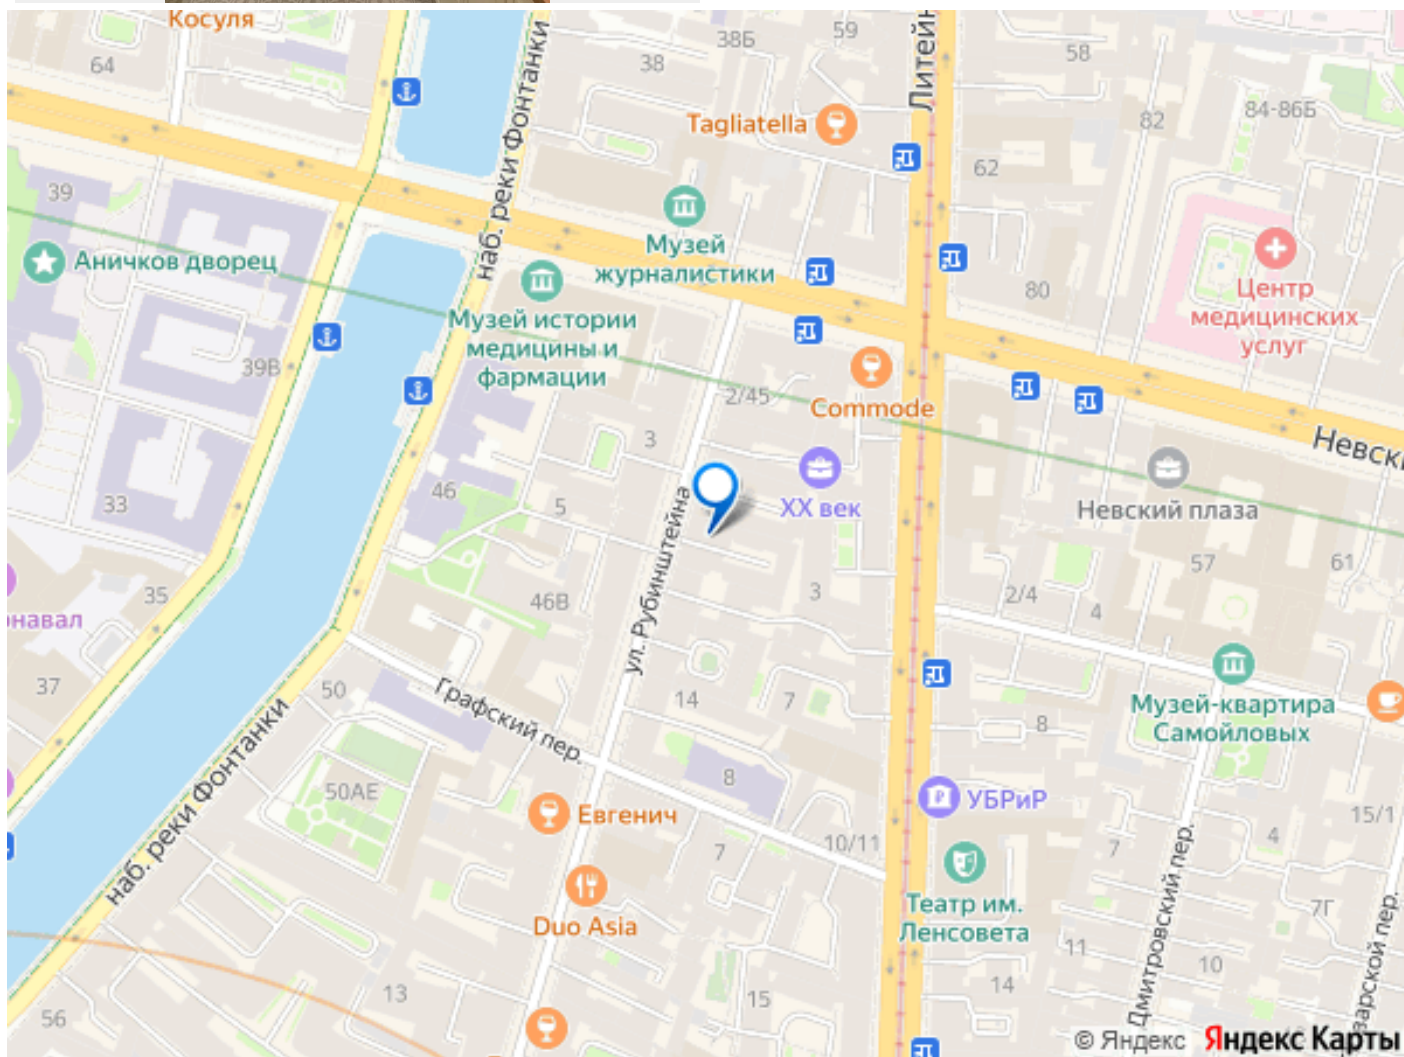 Косуля
64
38
38Б
59
Литейн
58
82
84-86Б
Tagliatella
62
39
наб. реки Фонтанки
Музей
журналистики
Аничков дворец
80
Центр
медицинских
услуг
Музей истории
медицины и
фармации
39В
2/45
Commode
Невски
3
46
5
ул. Рубинштейна
XX век
Невский плаза
33
57
61
35
46В
3
2/4
4
навал
37
50
Графский пер.
14
7
8
Музей-квартира
Самойловых
наб. реки Фонтанки
50АЕ
8
УБРиР
Евгенич
7
10/11
7
4
15/1
Duo Asia
Театр им.
Ленсовета
Дмитровский пер.
7Г
11
10
13
15
14
56
зарской пер.
© Яндекс Яндекс Карты